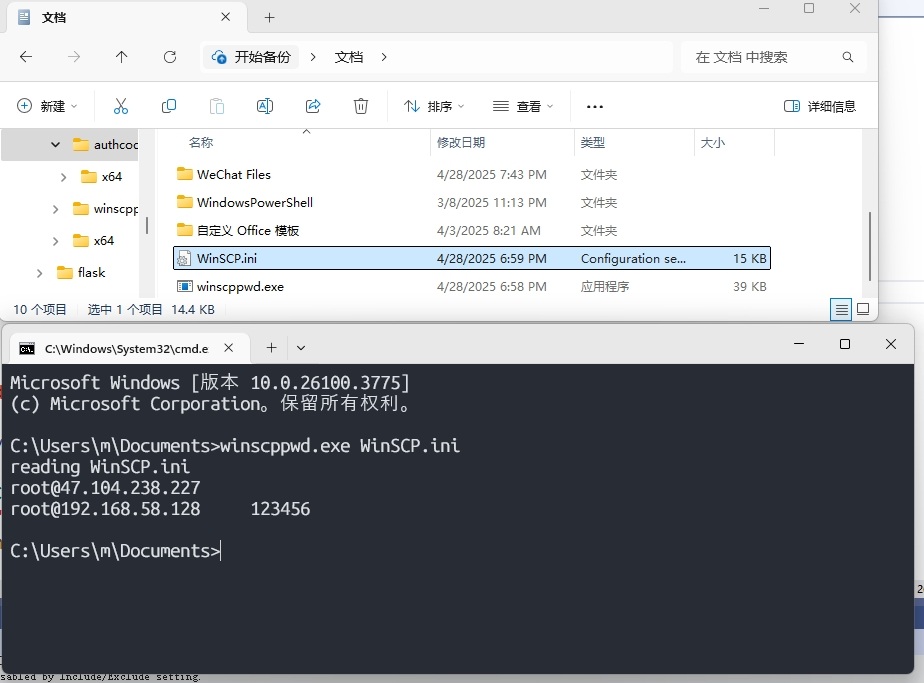 文档
开始备份 文档 在 文档 中搜索
新建 排序 查看 详细信息
名称 修改日期 类型 大小
authcod
x64
winscpp
x64
flask
WeChat Files 4/28/2025 7:43 PM 文件夹
WindowsPowerShell 3/8/2025 11:13 PM 文件夹
自定义 Office 模板 4/3/2025 8:21 AM 文件夹
WinSCP.ini 4/28/2025 6:59 PM Configuration se... 15 KB
winscppwd.exe 4/28/2025 6:58 PM 应用程序 39 KB
10 个项目 选中 1 个项目 14.4 KB
C:\Windows\System32\cmd.e
Microsoft Windows [版本 10.0.26100.3775]
(c) Microsoft Corporation。保留所有权利。
C:\Users\m\Documents>winscppwd.exe WinSCP.ini
reading WinSCP.ini
root@47.104.238.227
root@192.168.58.128 123456
C:\Users\m\Documents>
sabled by Include/Exclude setting.